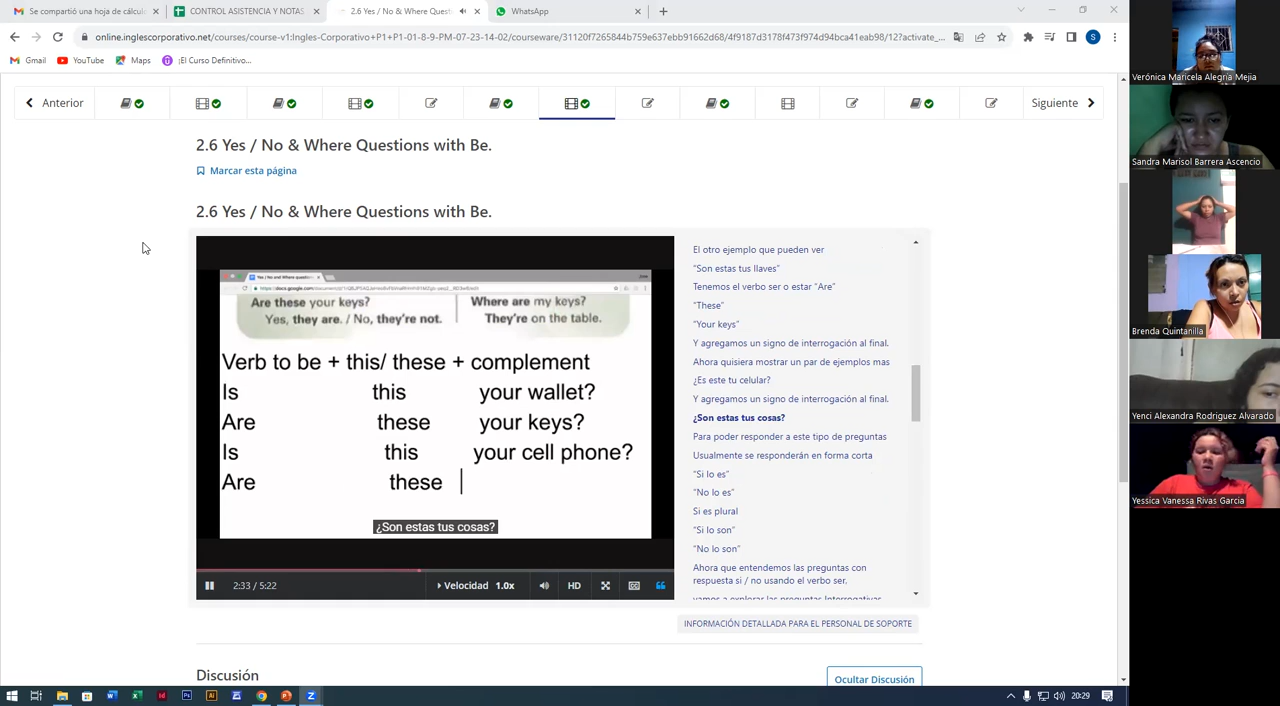 Se compartió una hoja de cálcul
CONTROL ASISTENCIA Y NOTAS
2.6 Yes / No & Where Questi
WhatsApp
online.inglescorporativo.net/courses/course-v1:Ingles-Corporativo+P1+P1-01-8-9-PM-07-23-14-02/courseware/31120f7265844b759e637ebb91662d68/4f9187d3178f473f974d94bca41eab98/12?activate_...
Gmail
YouTube
Maps
¡El Curso Definitivo...
Anterior
Siguiente
2.6 Yes / No & Where Questions with Be.
Marcar esta página
2.6 Yes / No & Where Questions with Be.
Are these your keys?
Where are my keys?
Yes, they are. / No, they're not.
They're on the table.
Verb to be + this/ these + complement
Is this your wallet?
Are these your keys?
Is this your cell phone?
Are these
¿Son estas tus cosas?
2:33 / 5:22
Velocidad 1.0x
HD
El otro ejemplo que pueden ver
“Son estas tus llaves”
Tenemos el verbo ser o estar “Are”
“These”
“Your keys”
Y agregamos un signo de interrogación al final.
Ahora quisiera mostrar un par de ejemplos mas
¿Es este tu celular?
Y agregamos un signo de interrogación al final.
¿Son estas tus cosas?
Para poder responder a este tipo de preguntas
Usualmente se responderán en forma corta
“Si lo es”
“No lo es”
Si es plural
“Si lo son”
“No lo son”
Ahora que entendemos las preguntas con
respuesta si / no usando el verbo ser.
vamos a explorar las preguntas Interrogativas
INFORMACIÓN DETALLADA PARA EL PERSONAL DE SOPORTE
Discusión
Ocultar Discusión
20:29
Verónica Maricela Alegría Mejia
Sandra Marisol Barrera Ascencio
Brenda Quintanilla
Yenci Alexandra Rodriguez Alvarado
Yessica Vanessa Rivas Garcia